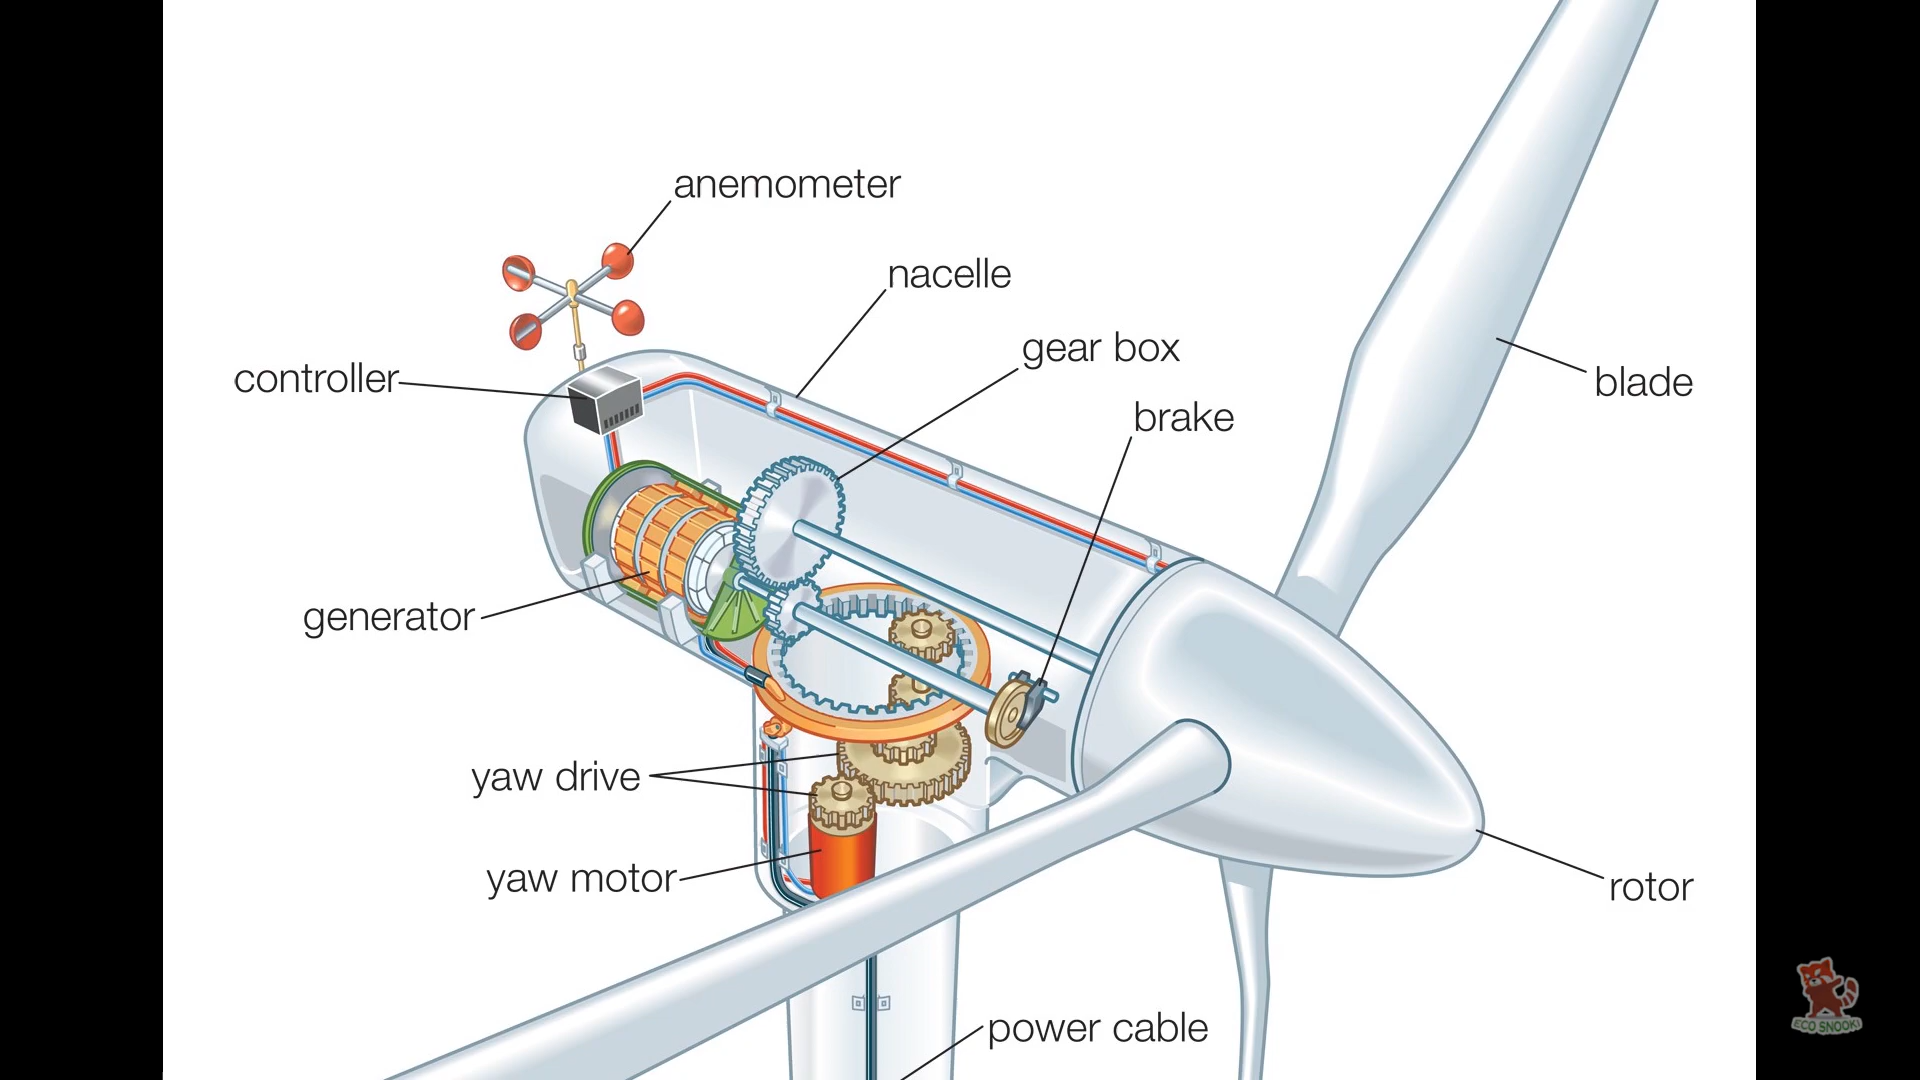 anemometer
nacelle
gear box
controller
blade
brake
generator
yaw drive
yaw motor
rotor
power cable
ECO SNOOKI